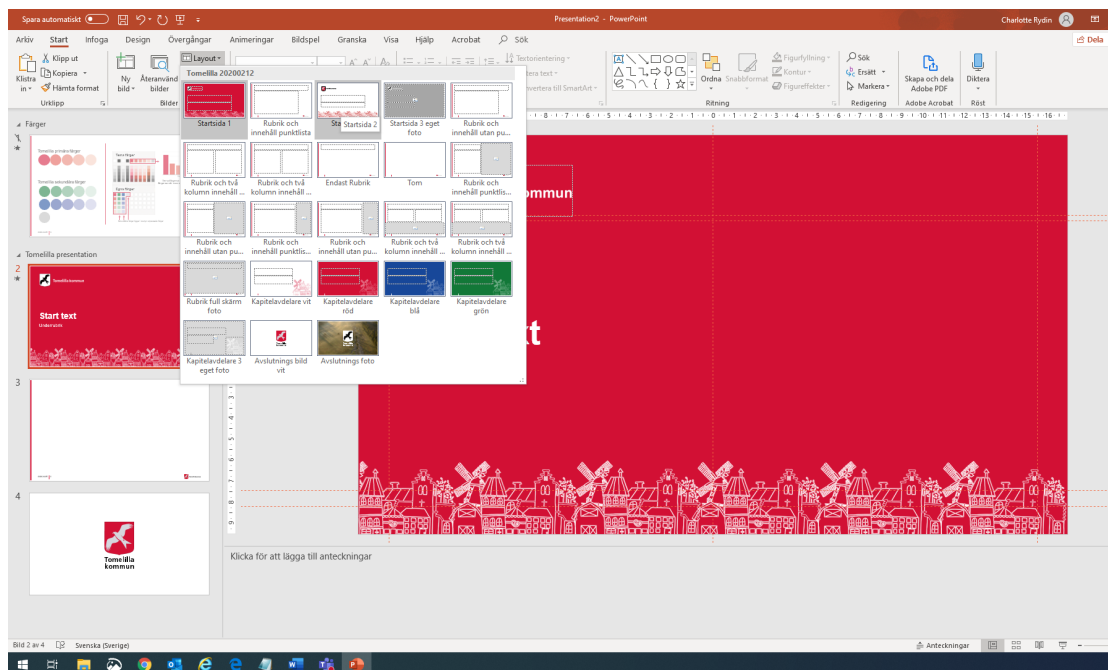 Spara automatiskt
Presentation2 - PowerPoint
Charlotte Rydin
Arkiv Start Infoga Design Övergångar Animeringar Bildspel Granska Visa Hjälp Acrobat Sök
Dela
Klistra in
Klipp ut
Kopiera
Hämta format
Urklipp
Ny bild
Återanvänd bilder
Bilder
Layout
Textorientering
Ordna
Snabbformat
Figurfyllning
Kontur
Figureffekter
Ritning
Sök
Ersätt
Markera
Redigering
Skapa och dela Adobe PDF
Adobe Acrobat
Diktera
Röst
Tomelilla 20200212
Startsida 1
Rubrik och innehåll punktlista
Startsida 2
Startsida 3 eget foto
Rubrik och innehåll utan pu...
Rubrik och två kolumn innehåll ...
Rubrik och två kolumn innehåll ...
Endast Rubrik
Tom
Rubrik och innehåll punktlis...
Rubrik och innehåll utan pu...
Rubrik och innehåll punktlis...
Rubrik och innehåll utan pu...
Rubrik och två kolumn innehåll ...
Rubrik och två kolumn innehåll ...
Rubrik full skärm foto
Kapitelavdelare vit
Kapitelavdelare röd
Kapitelavdelare blå
Kapitelavdelare grön
Kapitelavdelare 3 eget foto
Avslutnings bild vit
Avslutnings foto
Färger
1
Tomelilla presentation
2
Tomelilla kommun
Start text
Underrubrik
3
4
Tomelilla
kommun
ommun
xt
Klicka för att lägga till anteckningar
Bild 2 av 4
Svenska (Sverige)
Anteckningar